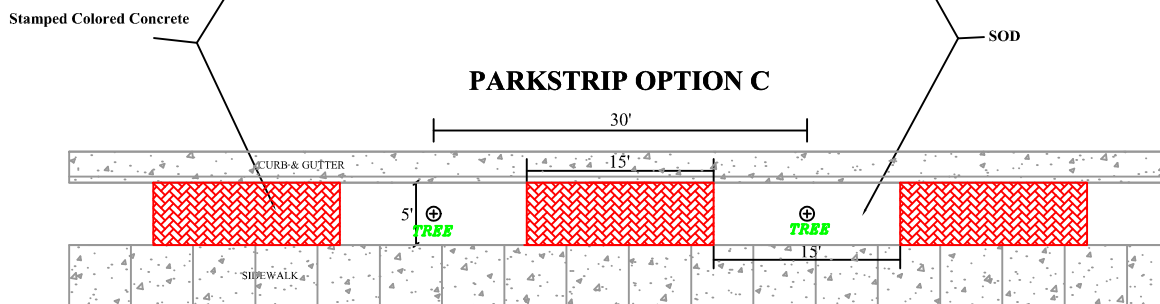 Stamped Colored Concrete
SOD
PARKSTRIP OPTION C
30'
CURB & GUTTER
15'
5'
TREE
TREE
15'
SIDEWALK